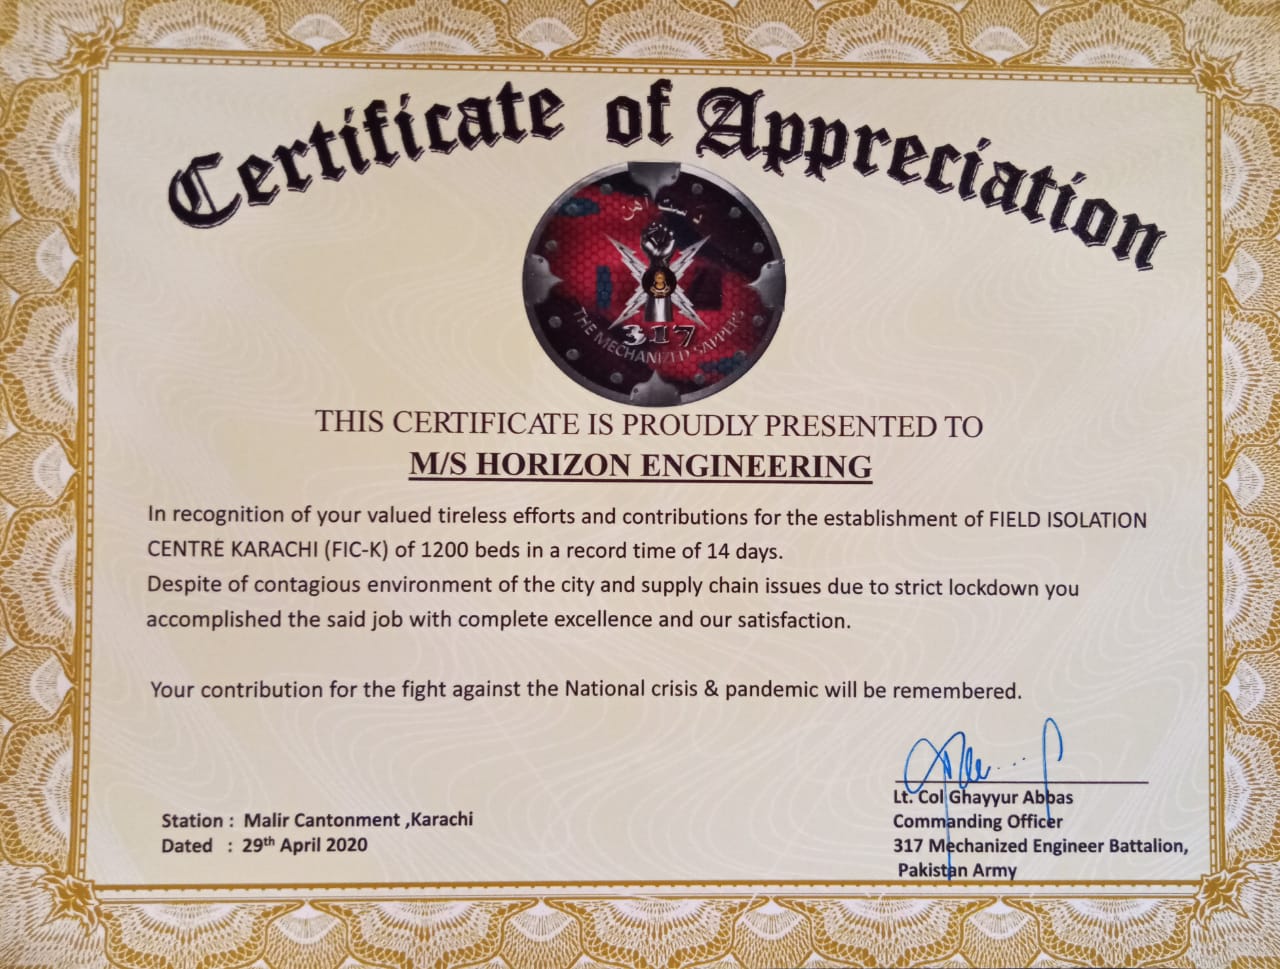 Certificate of Appreciation
دست آہن
317
THE MECHANIZED SAPPERS
THIS CERTIFICATE IS PROUDLY PRESENTED TO
M/S HORIZON ENGINEERING
In recognition of your valued tireless efforts and contributions for the establishment of FIELD ISOLATION
CENTRE KARACHI (FIC-K) of 1200 beds in a record time of 14 days.
Despite of contagious environment of the city and supply chain issues due to strict lockdown you
accomplished the said job with complete excellence and our satisfaction.
Your contribution for the fight against the National crisis & pandemic will be remembered.
Station : Malir Cantonment ,Karachi
Dated : 29th April 2020
Lt. Col Ghayyur Abbas
Commanding Officer
317 Mechanized Engineer Battalion,
Pakistan Army